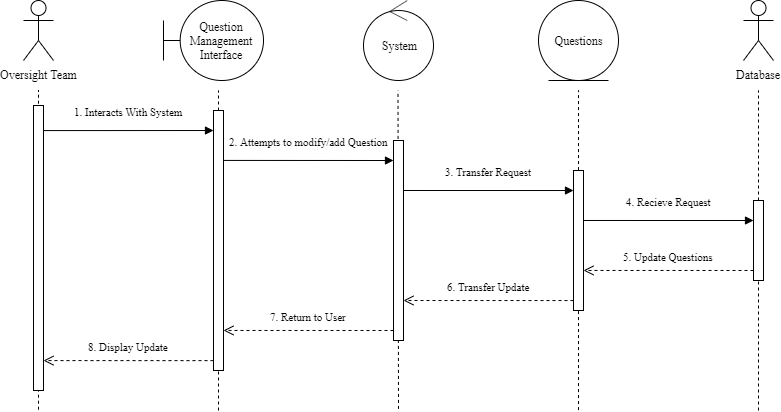 Question
Management
Interface
System
Questions
Oversight Team
Database
1. Interacts With System
2. Attempts to modify/add Question
3. Transfer Request
4. Recieve Request
5. Update Questions
6. Transfer Update
7. Return to User
8. Display Update